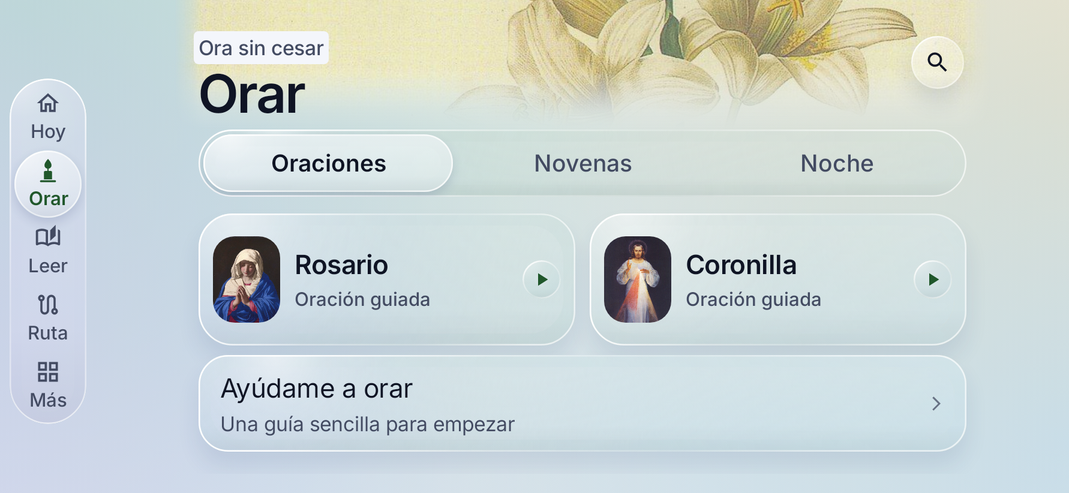 Ora sin cesar
Orar
Hoy
Orar
Leer
Ruta
Más
Oraciones
Novenas
Noche
Rosario
Oración guiada
Coronilla
Oración guiada
Ayúdame a orar
Una guía sencilla para empezar